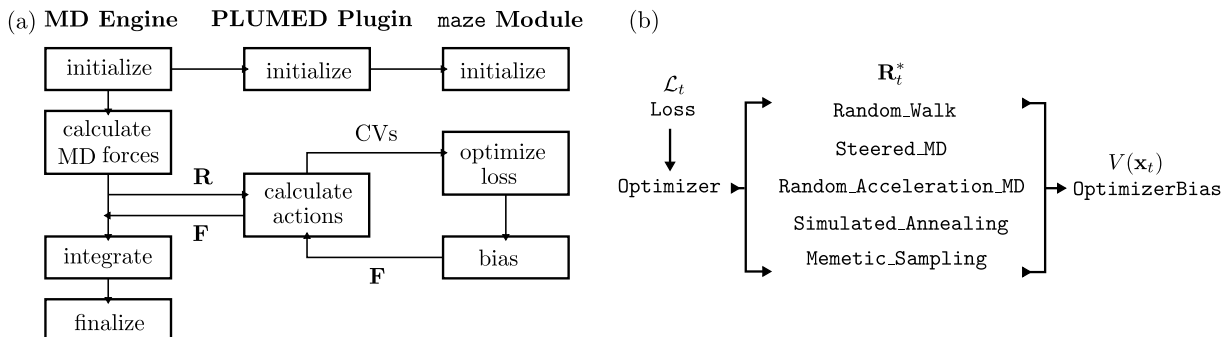 (a) MD Engine PLUMED Plugin maze Module
initialize initialize initialize
calculate
MD forces
CVs
optimize
loss
R
calculate
actions
F
integrate
F
bias
finalize
(b)
ℒt
Loss
Optimizer
R*t
Random_Walk
Steered_MD
Random_Acceleration_MD
Simulated_Annealing
Memetic_Sampling
V(xt)
OptimizerBias